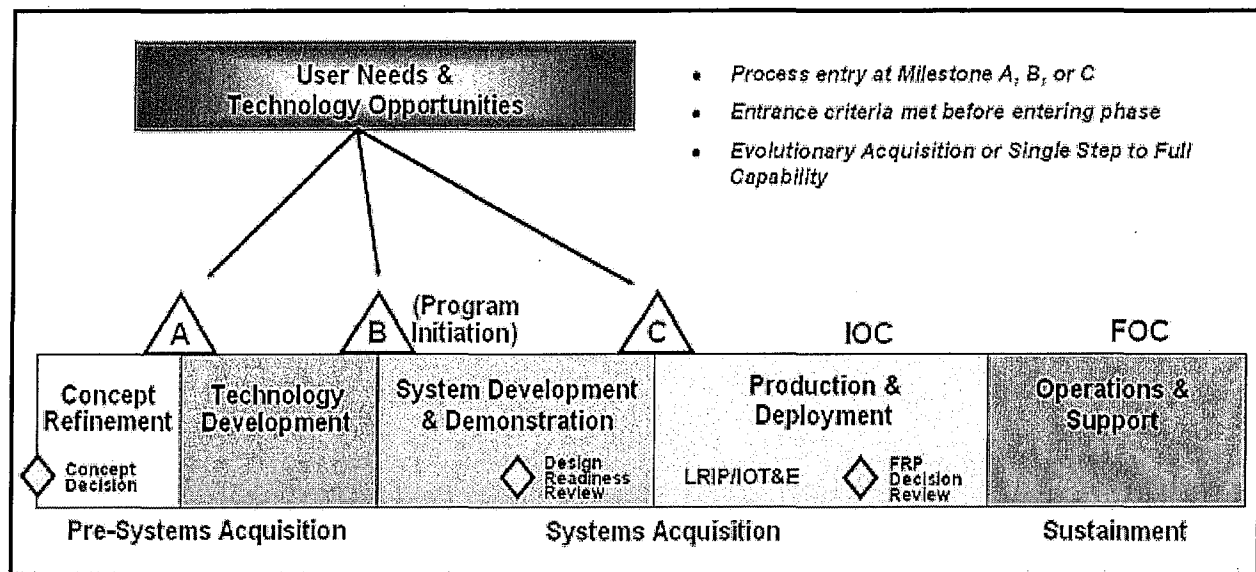 User Needs &
Technology Opportunities
• Process entry at Milestone A, B, or C
• Entrance criteria met before entering phase
• Evolutionary Acquisition or Single Step to Full
Capability
A
B
(Program
Initiation)
C
IOC
FOC
Concept
Refinement
Technology
Development
System Development
& Demonstration
Production &
Deployment
Operations &
Support
Concept
Decision
Design
Readiness
Review
LRIP/IOT&E
FRP
Decision
Review
Pre-Systems Acquisition
Systems Acquisition
Sustainment